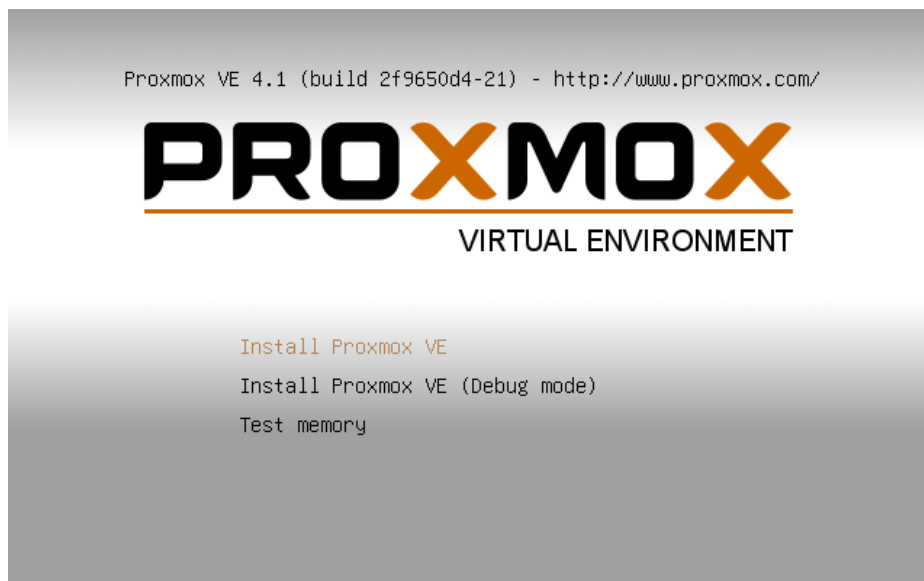 Proxmox VE 4.1 (build 2f9650d4-21) - http://www.proxmox.com/
PROXMOX
VIRTUAL ENVIRONMENT
Install Proxmox VE
Install Proxmox VE (Debug mode)
Test memory